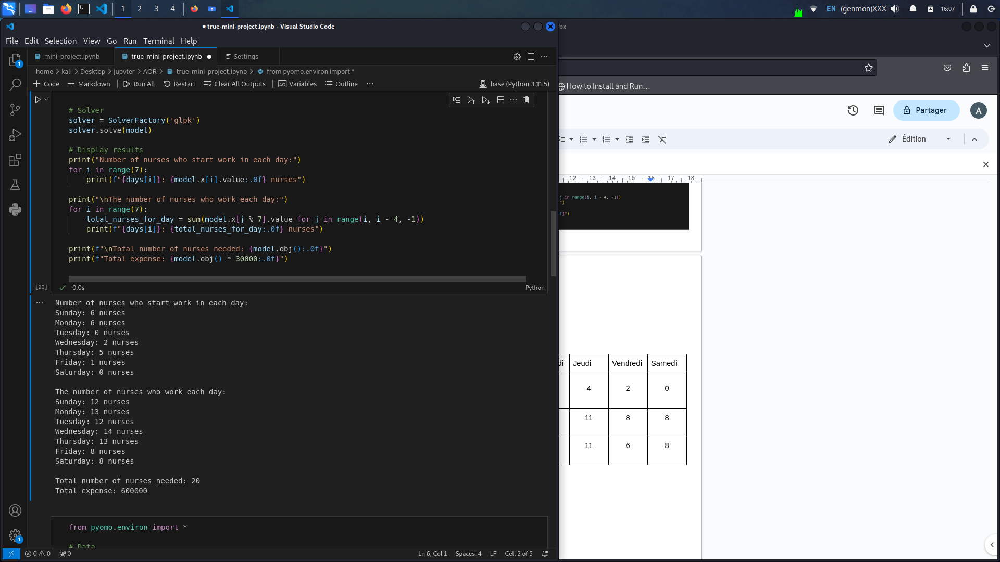 1 2 3 4
EN (genmon)XXX 16:07
true-mini-project.ipynb - Visual Studio Code
fox
File Edit Selection View Go Run Terminal Help
mini-project.ipynb true-mini-project.ipynb Settings
home > kali > Desktop > jupyter > AOR > true-mini-project.ipynb > from pyomo.environ import *
+ Code + Markdown Run All Restart Clear All Outputs Variables Outline ... base (Python 3.11.5)
# Solver
solver = SolverFactory('glpk')
solver.solve(model)
# Display results
print("Number of nurses who start work in each day:")
for i in range(7):
print(f"{days[i]}: {model.x[i].value:.0f} nurses")
print("\nThe number of nurses who work each day:")
for i in range(7):
total_nurses_for_day = sum(model.x[j % 7].value for j in range(i, i - 4, -1))
print(f"{days[i]}: {total_nurses_for_day:.0f} nurses")
print(f"\nTotal number of nurses needed: {model.obj():.0f}")
print(f"Total expense: {model.obj() * 30000:.0f}")
[20] 0.0s Python
Number of nurses who start work in each day:
Sunday: 6 nurses
Monday: 6 nurses
Tuesday: 0 nurses
Wednesday: 2 nurses
Thursday: 5 nurses
Friday: 1 nurses
Saturday: 0 nurses
The number of nurses who work each day:
Sunday: 12 nurses
Monday: 13 nurses
Tuesday: 12 nurses
Wednesday: 14 nurses
Thursday: 13 nurses
Friday: 8 nurses
Saturday: 8 nurses
Total number of nurses needed: 20
Total expense: 600000
from pyomo.environ import *
# Data
1
1
0 0 0 Ln 6, Col 1 Spaces: 4 LF Cell 2 of 5
How to Install and Run...
Partager A
Édition
12 13 14 15 16 17 18
j in range(i, i - 4, -1))
")
0f}")
di Jeudi Vendredi Samedi
4 2 0
11 8 8
11 6 8